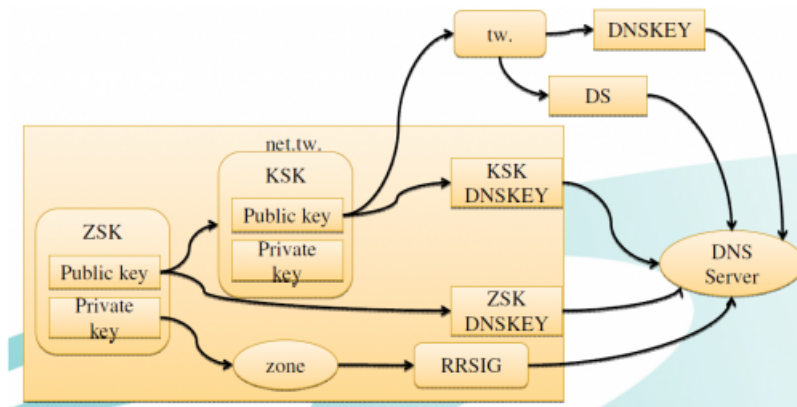 tw.
DNSKEY
DS
net.tw.
KSK
Public key
Private
key
KSK
DNSKEY
ZSK
Public key
Private
key
ZSK
DNSKEY
DNS
Server
zone
RRSIG